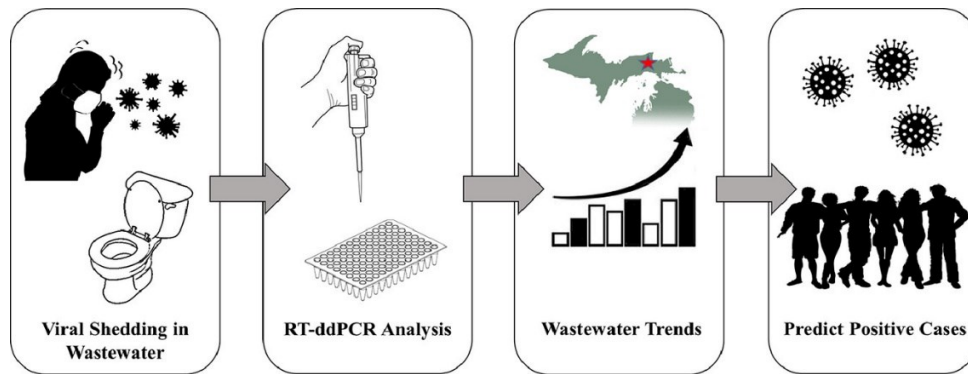 Viral Shedding in
Wastewater
RT-ddPCR Analysis
Wastewater Trends
Predict Positive Cases